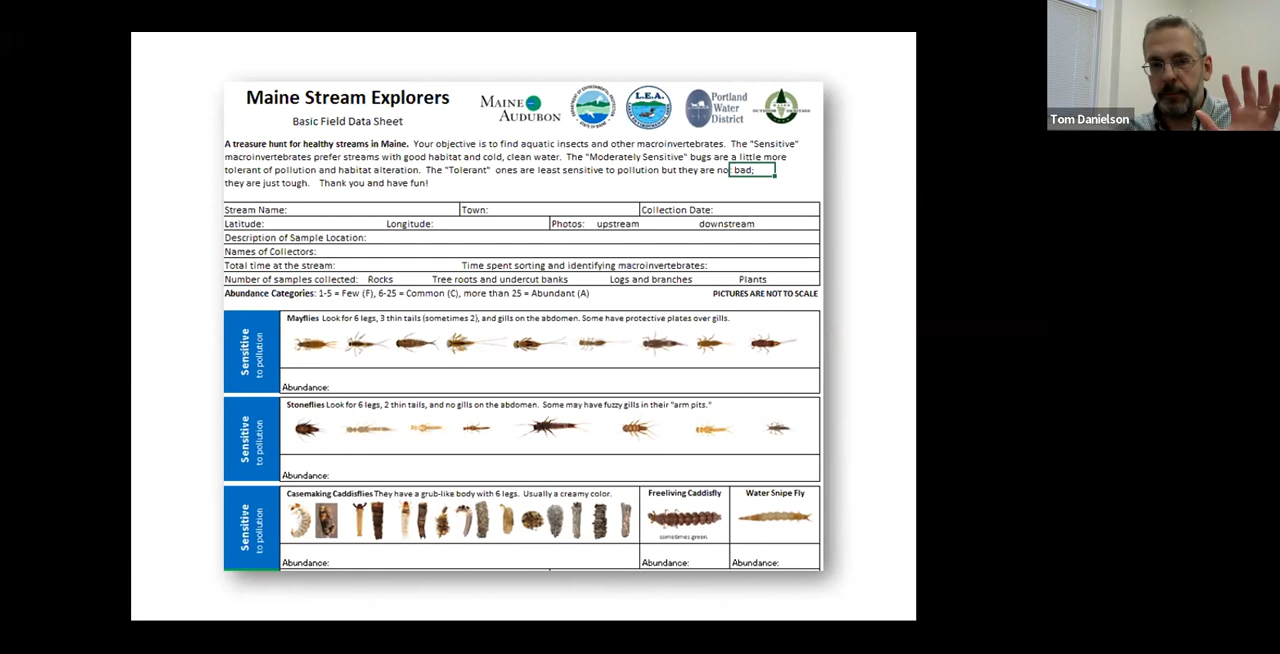 Maine Stream Explorers
Basic Field Data Sheet
MAINE
AUDUBON
L.E.A.
Portland
Water
District
A treasure hunt for healthy streams in Maine. Your objective is to find aquatic insects and other macroinvertebrates. The "Sensitive"
macroinvertebrates prefer streams with good habitat and cold, clean water. The "Moderately Sensitive" bugs are a little more
tolerant of pollution and habitat alteration. The "Tolerant" ones are least sensitive to pollution but they are no bad;
they are just tough. Thank you and have fun!
Stream Name: Town: Collection Date:
Latitude: Longitude: Photos: upstream downstream
Description of Sample Location:
Names of Collectors:
Total time at the stream: Time spent sorting and identifying macroinvertebrates:
Number of samples collected: Rocks Tree roots and undercut banks Logs and branches Plants
Abundance Categories: 1-5 = Few (F), 6-25 = Common (C), more than 25 = Abundant (A) PICTURES ARE NOT TO SCALE
Sensitive
to pollution
Mayflies Look for 6 legs, 3 thin tails (sometimes 2), and gills on the abdomen. Some have protective plates over gills.
Abundance:
Sensitive
to pollution
Stoneflies Look for 6 legs, 2 thin tails, and no gills on the abdomen. Some may have fuzzy gills in their "arm pits."
Abundance:
Sensitive
to pollution
Casemaking Caddisflies They have a grub-like body with 6 legs. Usually a creamy color.
Abundance:
Freeliving Caddisfly
sometimes green
Abundance:
Water Snipe Fly
Abundance:
Tom Danielson